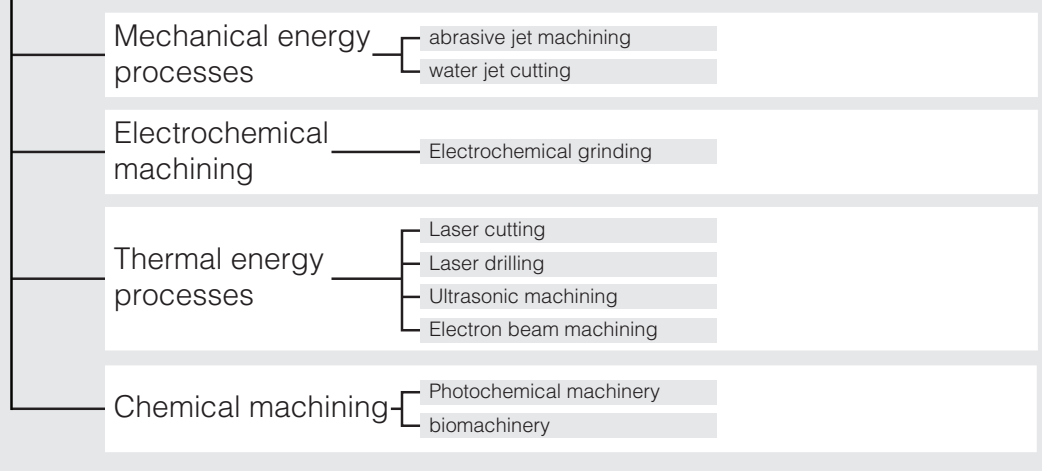 Mechanical energy
processes
abrasive jet machining
water jet cutting
Electrochemical
machining
Electrochemical grinding
Thermal energy
processes
Laser cutting
Laser drilling
Ultrasonic machining
Electron beam machining
Chemical machining
Photochemical machinery
biomachinery